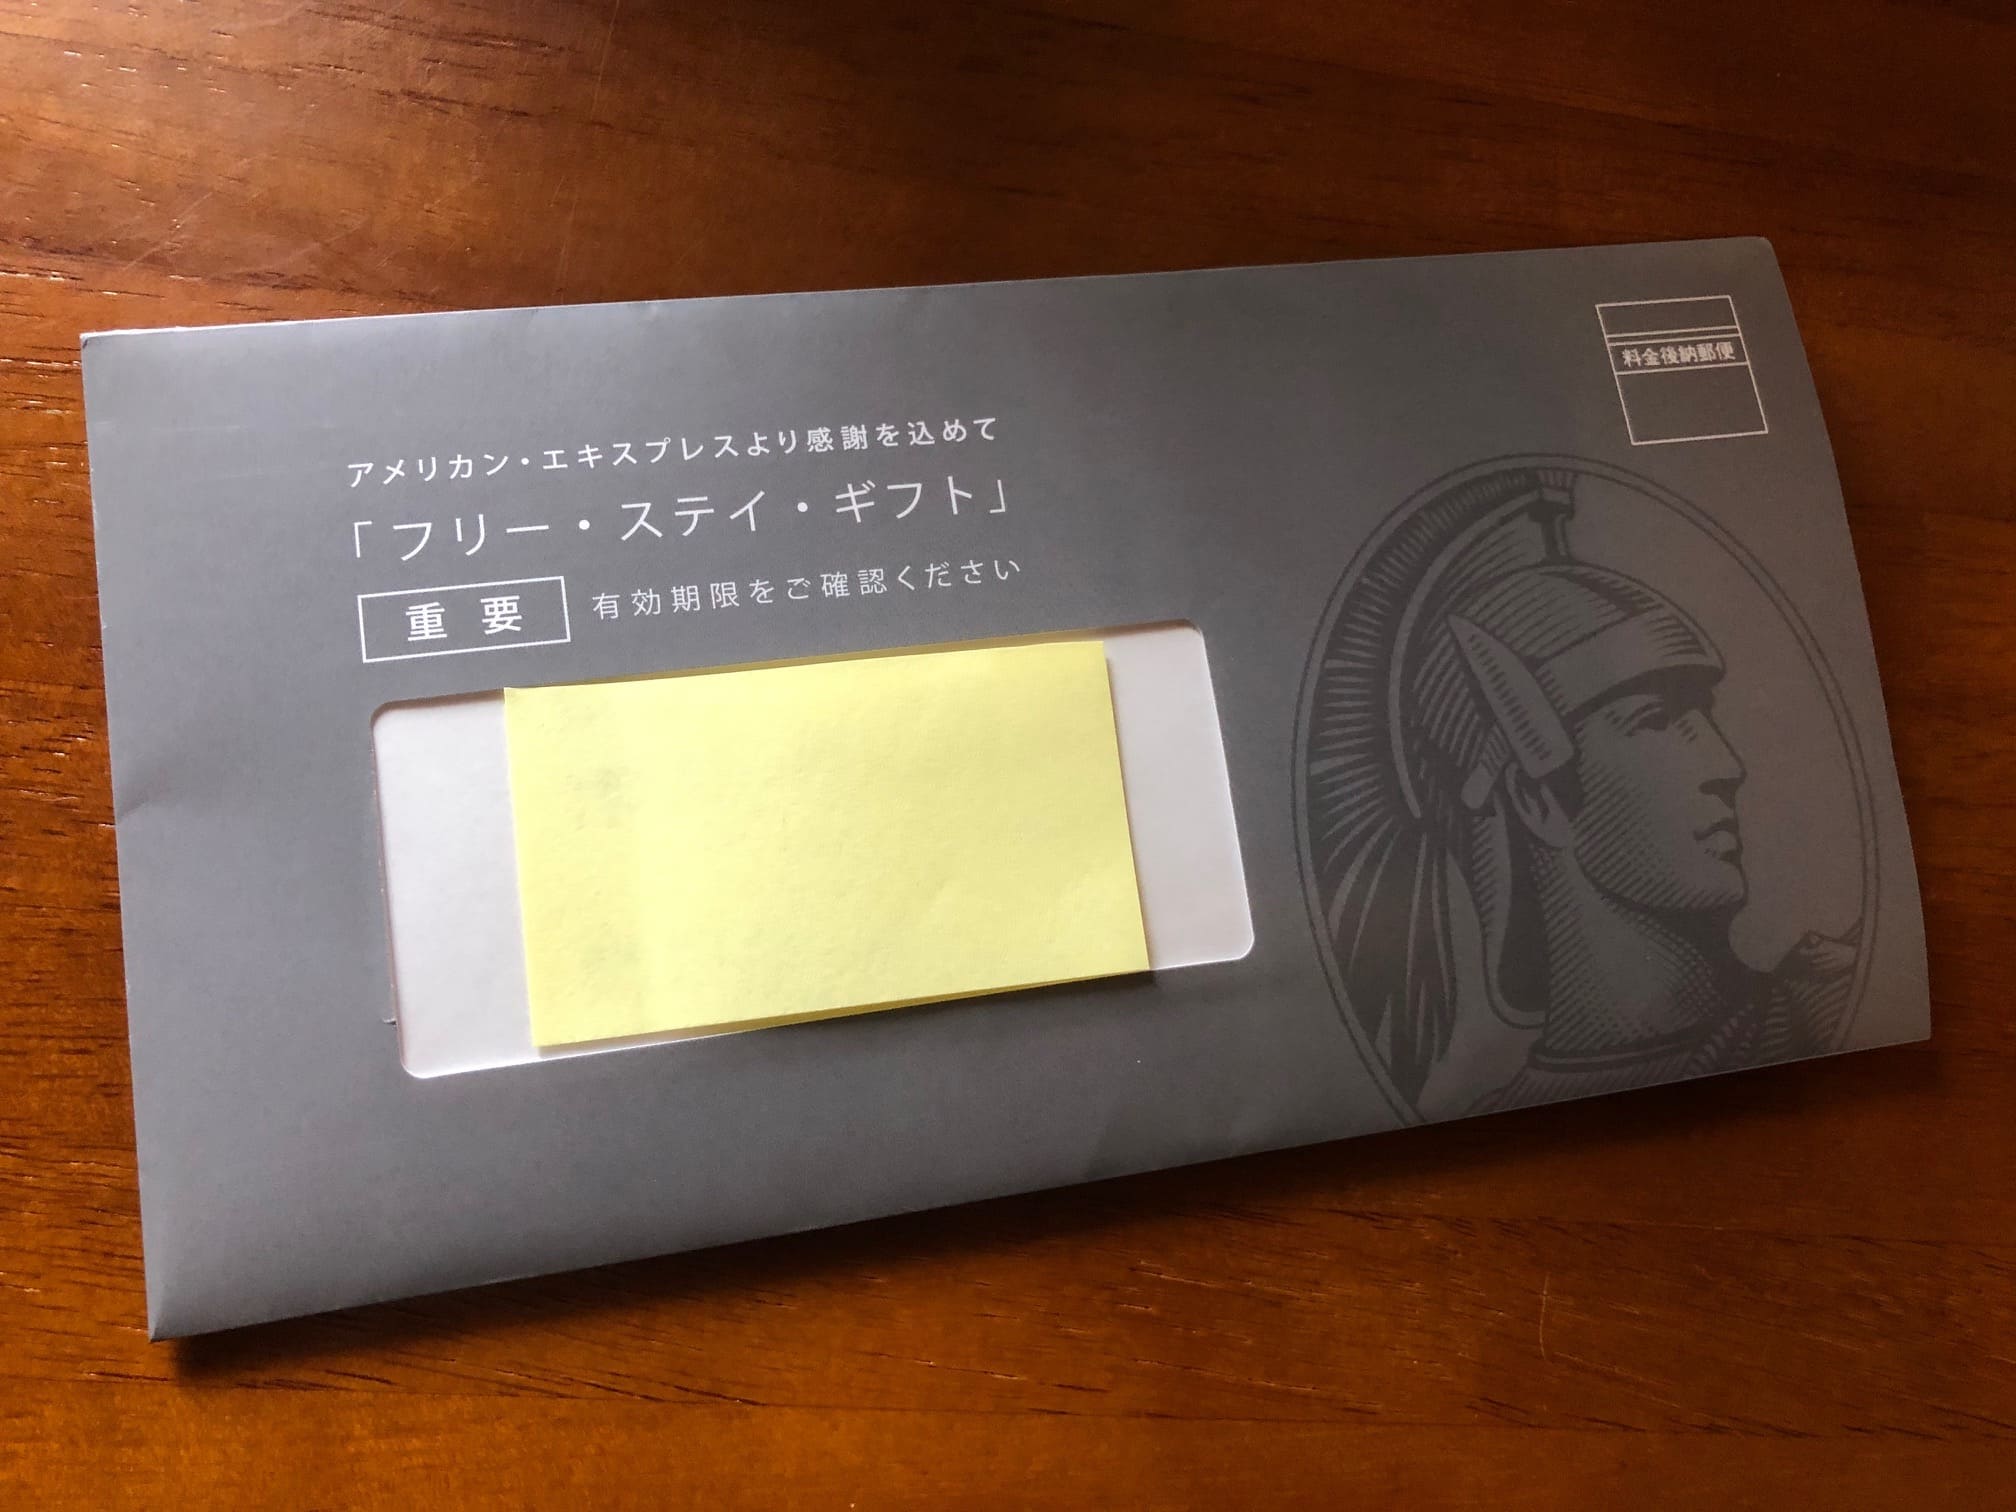 料金後納郵便
アメリカン・エキスプレスより感謝を込めて
「フリー・ステイ・ギフト」
重要 有効期限をご確認ください